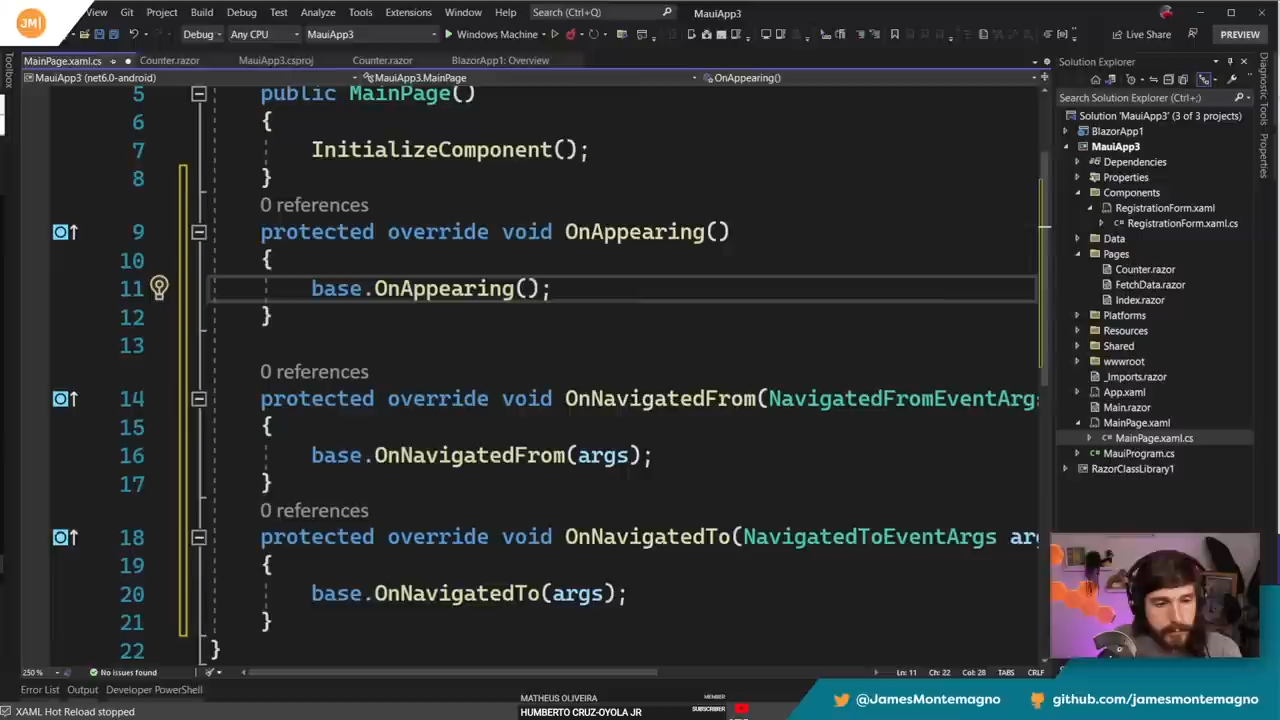 JM|
Git Project Build Debug Test Analyze Tools Extensions Window Help Search (Ctrl+/) MauiApp3
Debug Any CPU MauiApp3 Windows Machine Live Share PREVIEW
MainPage.xaml.cs Counter.razor MauiApp3.csproj Counter.razor BlazorApp1: Overview
MauiApp3 (net6.0-android) MauiApp3.MainPage OnAppearing()
Toolbox
5 public MainPage()
6 {
7 InitializeComponent();
8 }
0 references
9 protected override void OnAppearing()
10 {
11 base.OnAppearing();
12 }
13
0 references
14 protected override void OnNavigatedFrom(NavigatedFromEventArgs
15 {
16 base.OnNavigatedFrom(args);
17 }
0 references
18 protected override void OnNavigatedTo(NavigatedToEventArgs arg
19 {
20 base.OnNavigatedTo(args);
21 }
22 }
250 % No issues found Ln: 11 Ch: 22 Col: 28 TABS CRLF
Error List Output Developer PowerShell
XAML Hot Reload stopped
Solution Explorer
Search Solution Explorer (Ctrl+;)
Solution 'MauiApp3' (3 of 3 projects)
BlazorApp1
MauiApp3
Dependencies
Properties
Components
RegistrationForm.xaml
RegistrationForm.xaml.cs
Data
Pages
Counter.razor
FetchData.razor
Index.razor
Platforms
Resources
Shared
wwwroot
_Imports.razor
App.xaml
Main.razor
MainPage.xaml
MainPage.xaml.cs
MauiProgram.cs
RazorClassLibrary1
Diagnostic Tools
Properties
MATHEUS OLIVEIRA MEMBER
HUMBERTO CRUZ-OYOLA JR SUBSCRIBER
@JamesMontemagno github.com/jamesmontemagno